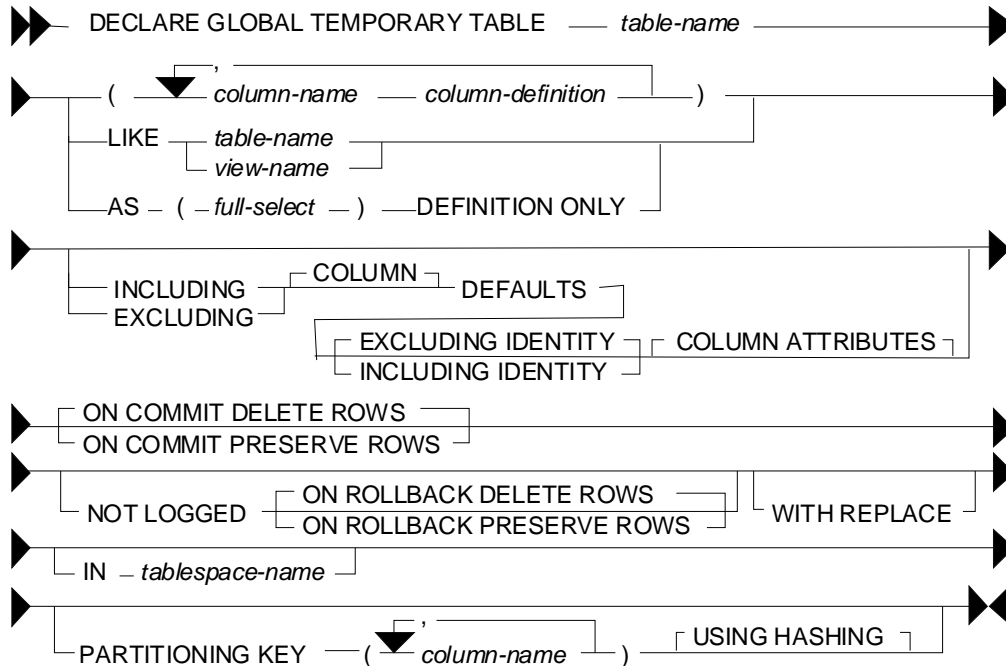 DECLARE GLOBAL TEMPORARY TABLE table-name
,
( column-name column-definition )
LIKE table-name
view-name
AS ( full-select ) DEFINITION ONLY
COLUMN
INCLUDING DEFAULTS
EXCLUDING
EXCLUDING IDENTITY COLUMN ATTRIBUTES
INCLUDING IDENTITY
ON COMMIT DELETE ROWS
ON COMMIT PRESERVE ROWS
ON ROLLBACK DELETE ROWS
NOT LOGGED WITH REPLACE
ON ROLLBACK PRESERVE ROWS
IN tablespace-name
,
USING HASHING
PARTITIONING KEY ( column-name )